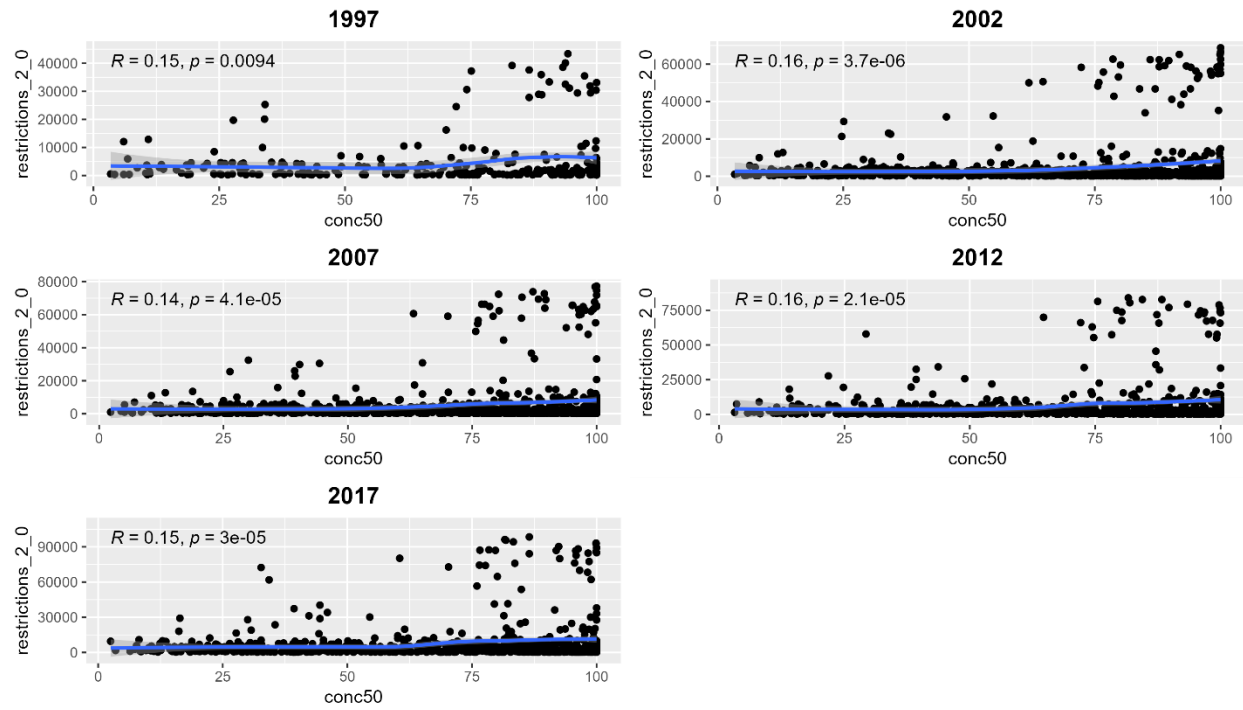 1997
R = 0.15, p = 0.0094
restrictions_2_0
40000
30000
20000
10000
0
0 25 50 75 100
conc50
2002
R = 0.16, p = 3.7e-06
restrictions_2_0
60000
40000
20000
0
0 25 50 75 100
conc50
2007
R = 0.14, p = 4.1e-05
restrictions_2_0
80000
60000
40000
20000
0
0 25 50 75 100
conc50
2012
R = 0.16, p = 2.1e-05
restrictions_2_0
75000
50000
25000
0
0 25 50 75 100
conc50
2017
R = 0.15, p = 3e-05
restrictions_2_0
90000
60000
30000
0
0 25 50 75 100
conc50